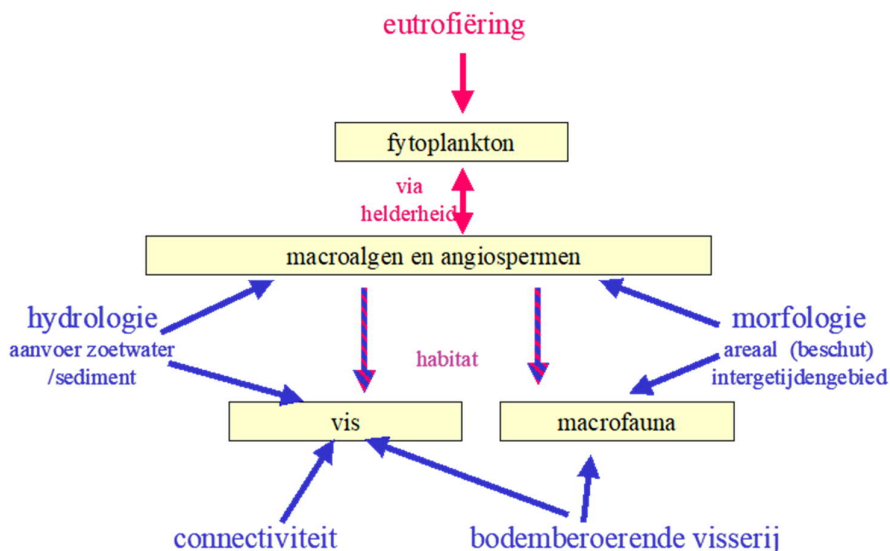 eutrofiëring
fytoplankton
via
helderheid
macroalgen en angiospermen
hydrologie
aanvoer zoetwater
/sediment
habitat
morfologie
areaal (beschut)
intergetijdengebied
vis
macrofauna
connectiviteit
bodemberoerende visserij